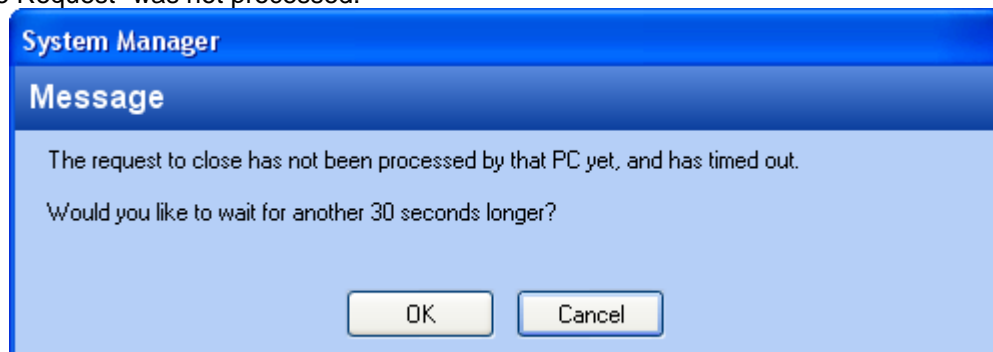 Request" was not processed.
System Manager
Message
The request to close has not been processed by that PC yet, and has timed out.
Would you like to wait for another 30 seconds longer?
OK Cancel